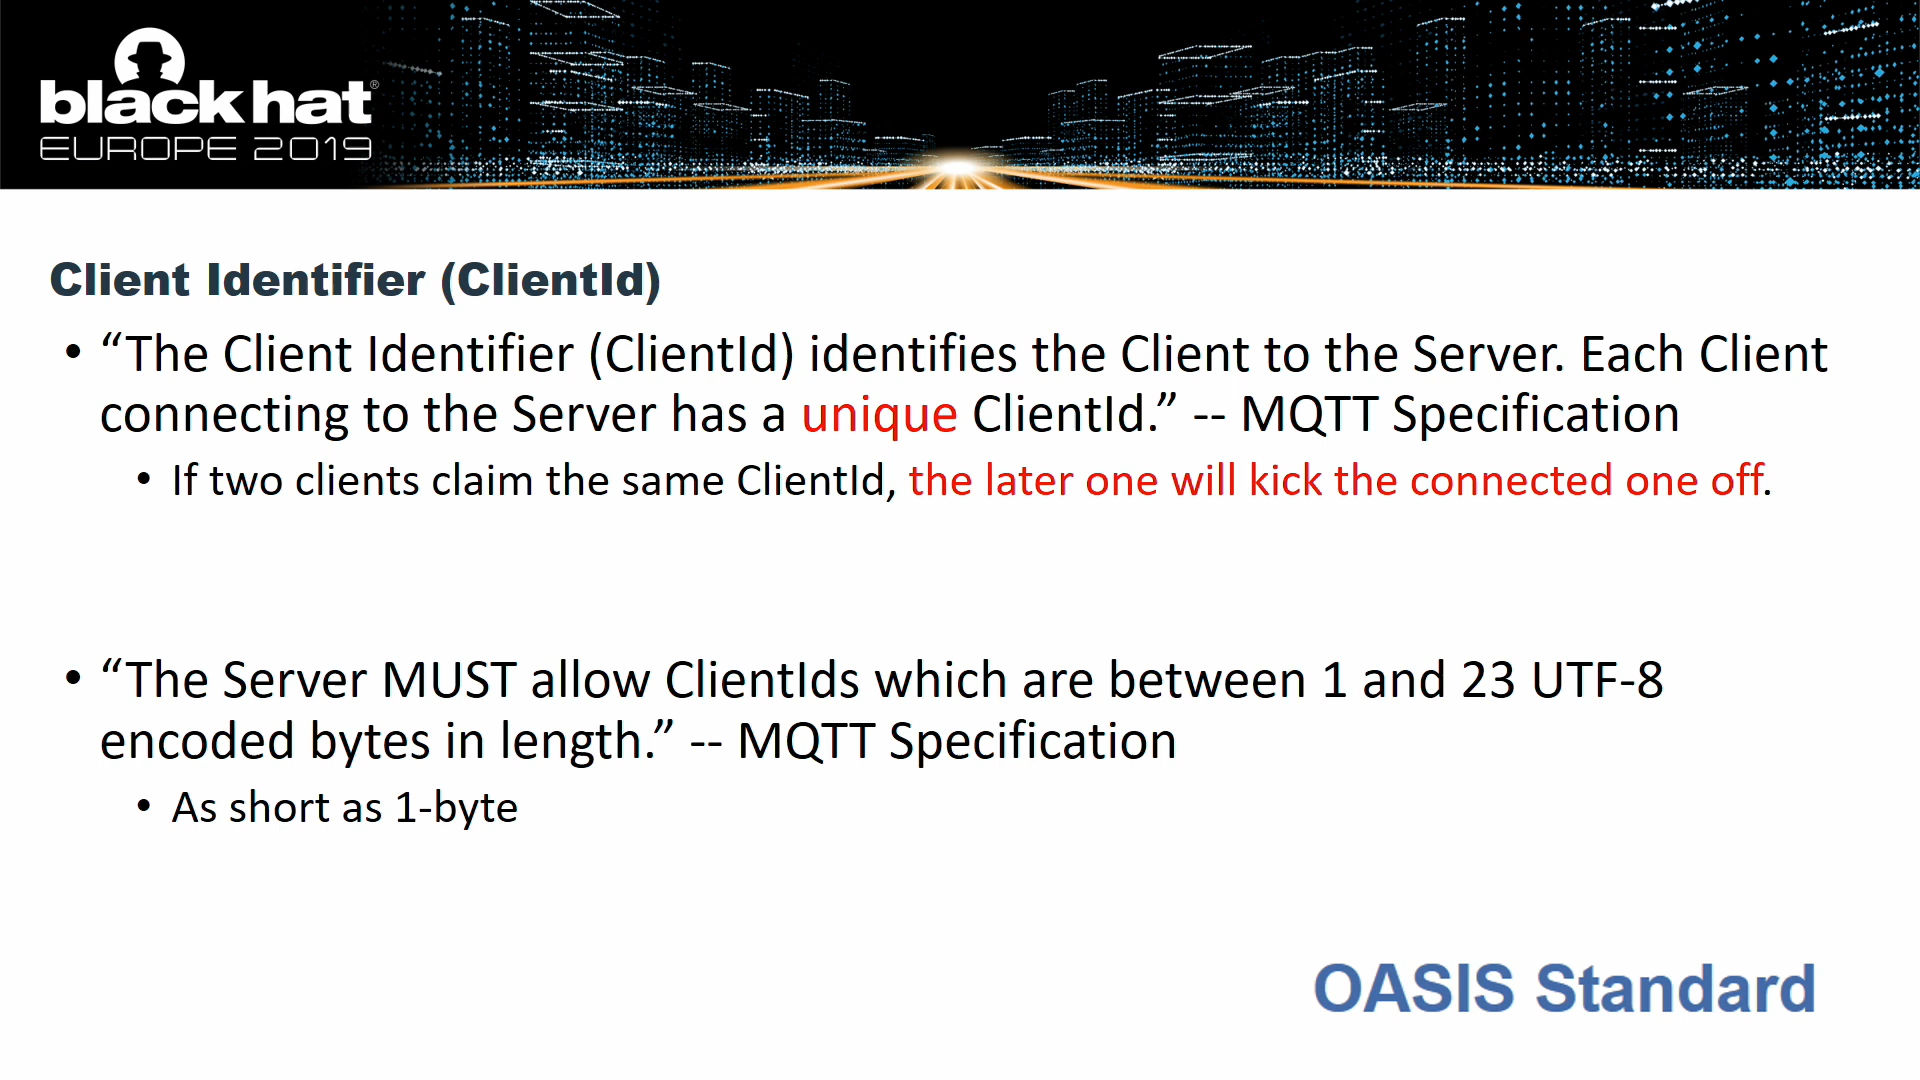 black hat®
EUROPE 2019
Client Identifier (ClientId)
• “The Client Identifier (ClientId) identifies the Client to the Server. Each Client
connecting to the Server has a unique ClientId.” -- MQTT Specification
• If two clients claim the same ClientId, the later one will kick the connected one off.
• “The Server MUST allow ClientIds which are between 1 and 23 UTF-8
encoded bytes in length.” -- MQTT Specification
• As short as 1-byte
OASIS Standard